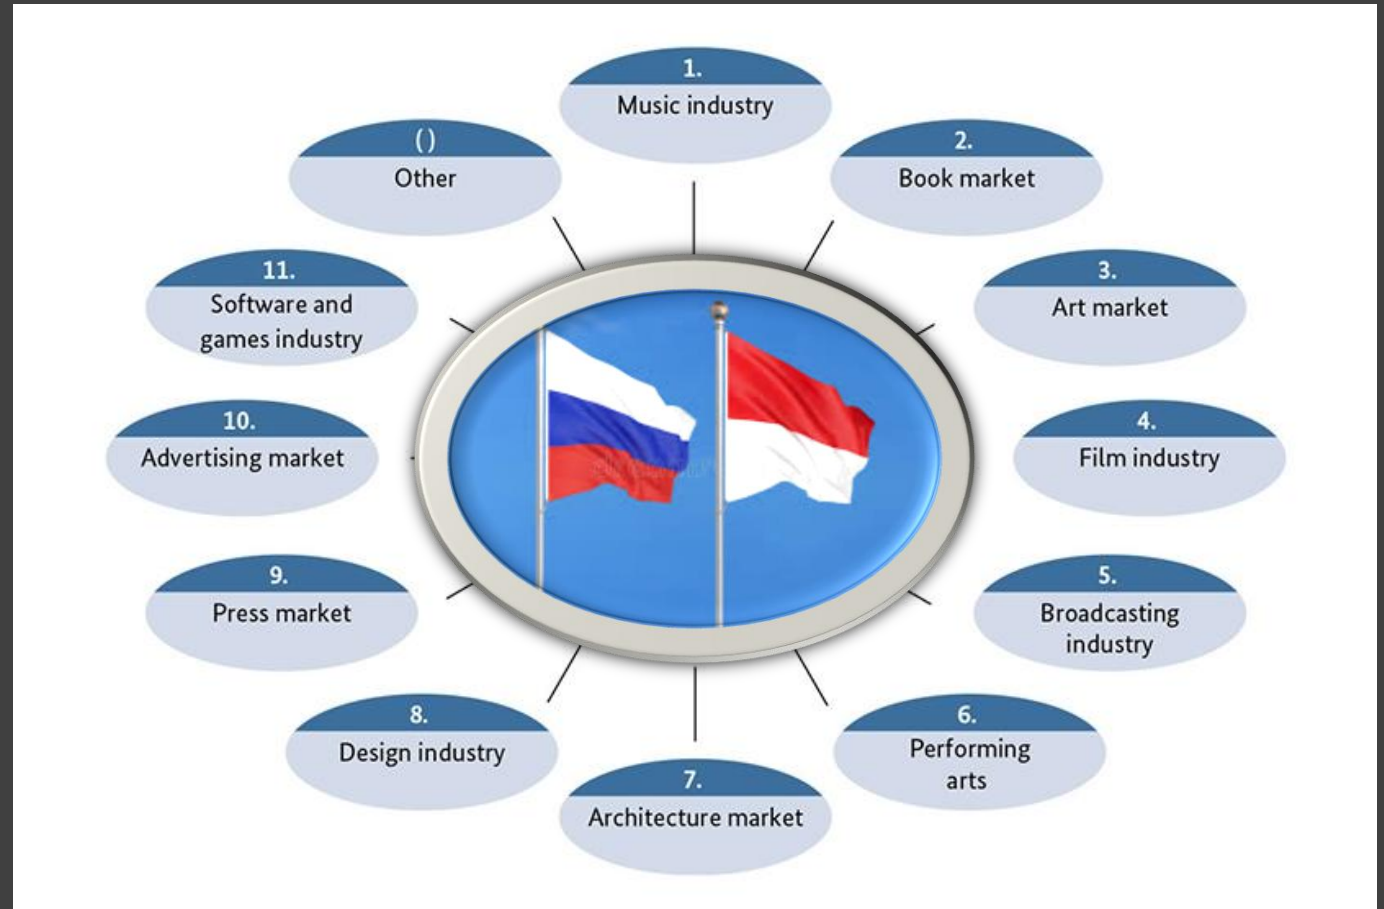 1.
Music industry
2.
Book market
3.
Art market
4.
Film industry
5.
Broadcasting
industry
6.
Performing
arts
7.
Architecture market
8.
Design industry
9.
Press market
10.
Advertising market
11.
Software and
games industry
( )
Other